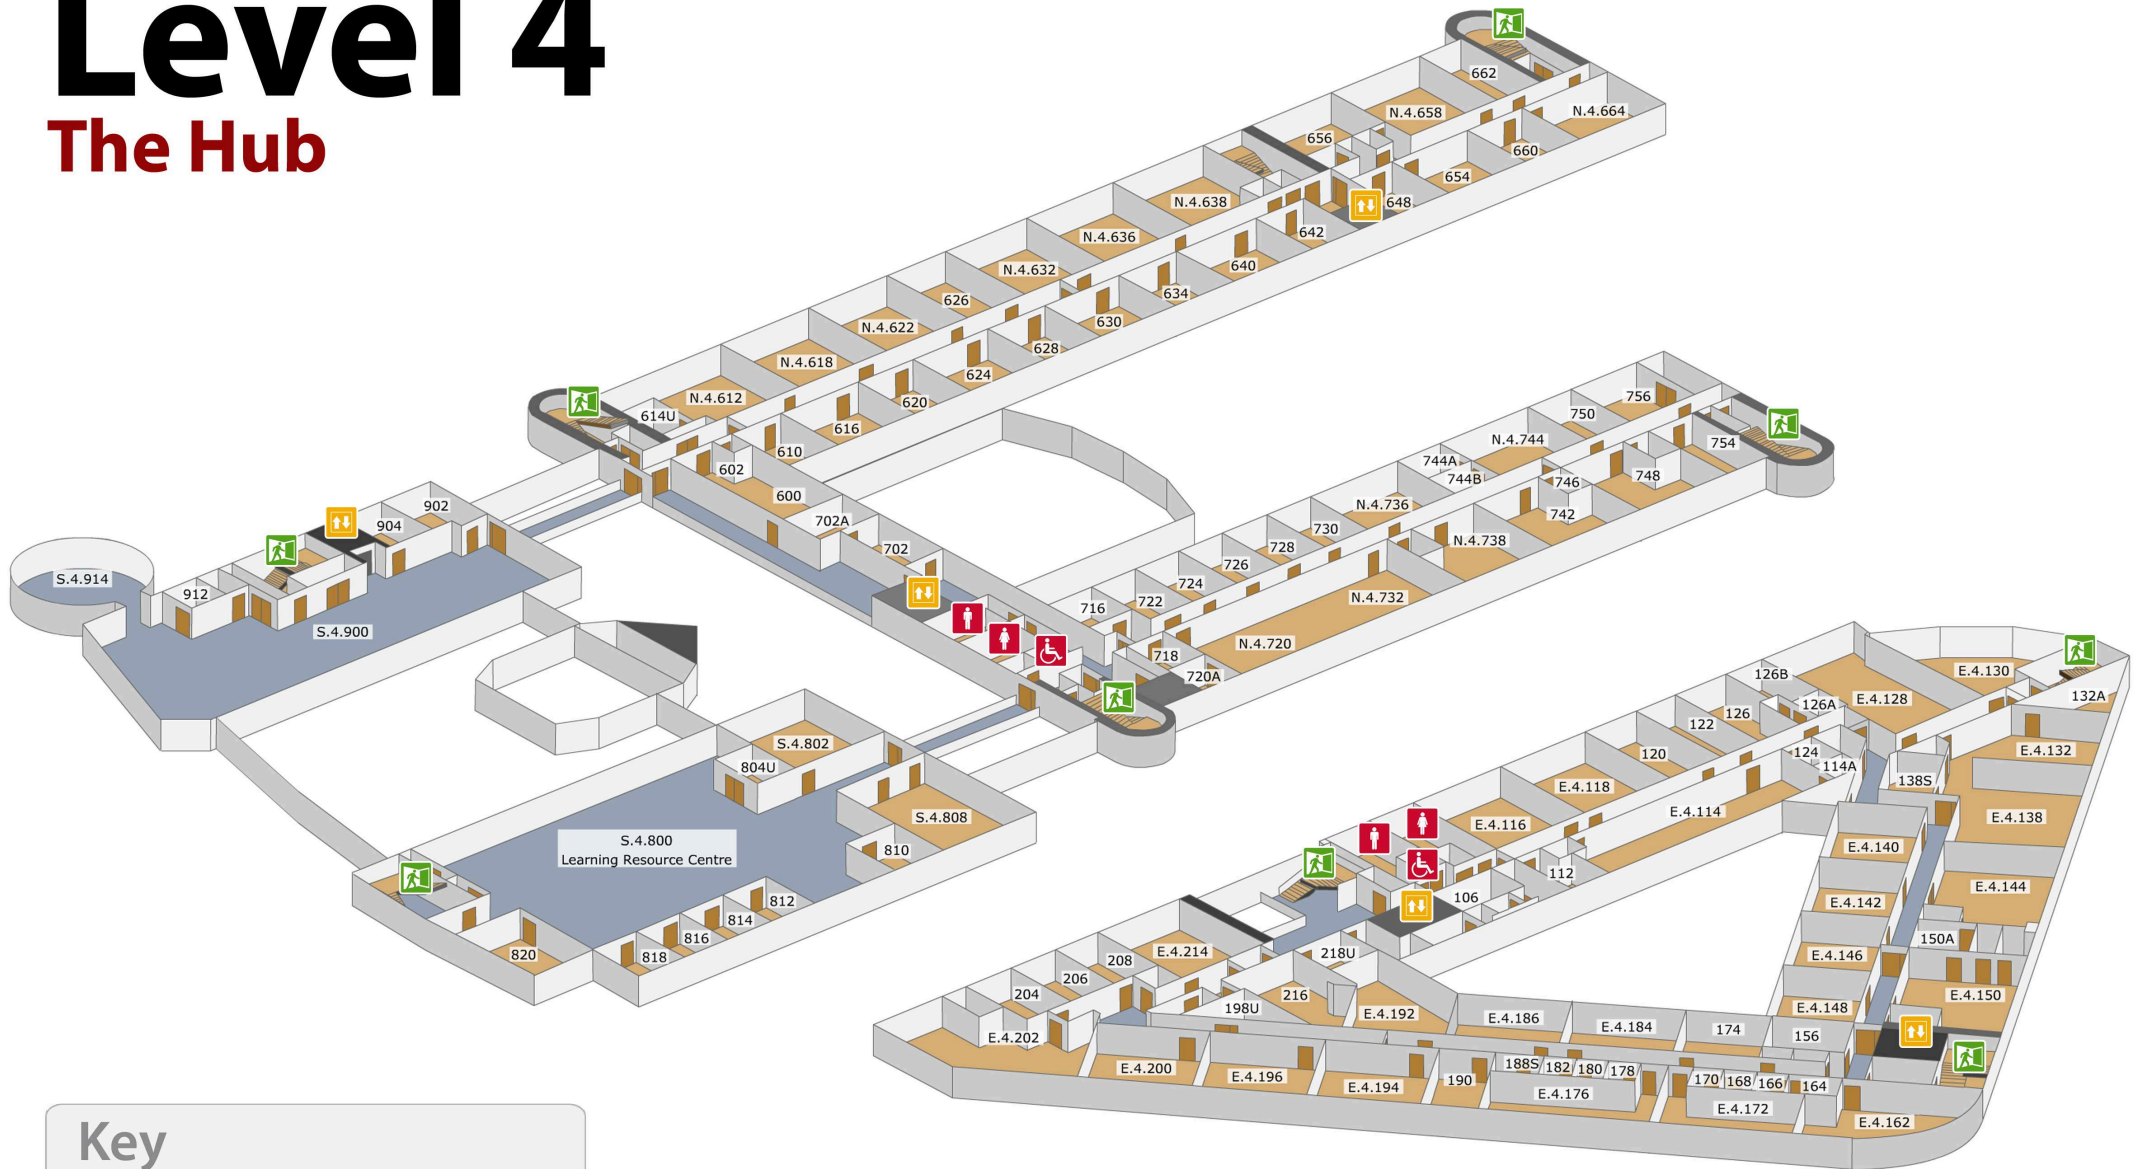 Level 4
The Hub
662
N.4.658
N.4.664
656
660
654
N.4.638
648
N.4.636
642
N.4.632
640
626
634
N.4.622
630
N.4.618
628
624
N.4.612
620
614U
616
610
602
600
702A
702
756
750
N.4.744
754
744A
744B
746
748
N.4.736
742
730
N.4.738
728
726
724
N.4.732
722
716
N.4.720
718
720A
902
904
S.4.914
912
S.4.900
S.4.802
804U
S.4.808
S.4.800
Learning Resource Centre
810
812
814
816
818
820
E.4.130
132A
126B
E.4.128
126A
126
122
124
120
114A
E.4.132
138S
E.4.118
E.4.114
E.4.116
E.4.138
E.4.140
112
E.4.144
106
E.4.142
150A
218U
E.4.214
E.4.146
208
206
204
216
E.4.150
198U
E.4.192
E.4.148
E.4.186
E.4.184
174
156
E.4.202
E.4.200
E.4.196
E.4.194
190
188S
182
180
178
E.4.176
170
168
166
164
E.4.172
E.4.162
Key